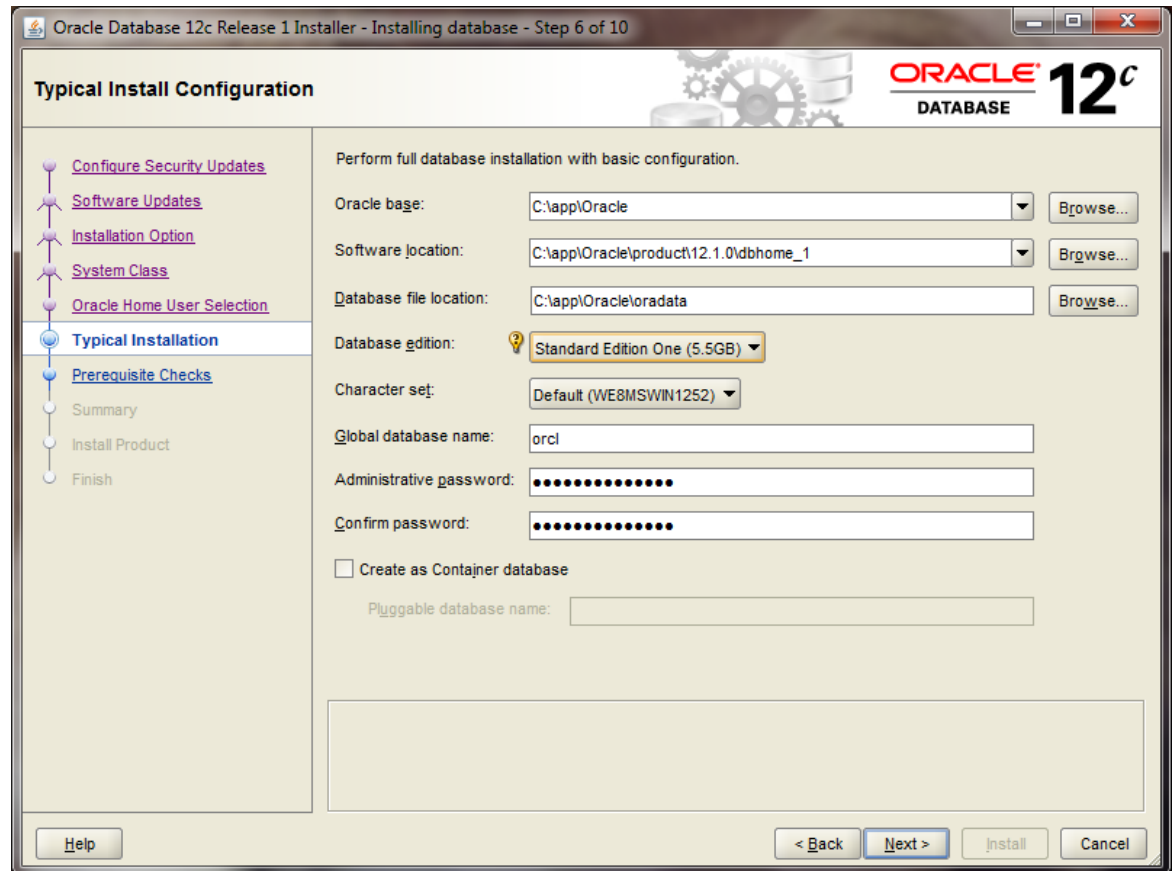 Oracle Database 12c Release 1 Installer - Installing database - Step 6 of 10
Typical Install Configuration
ORACLE DATABASE 12c
Configure Security Updates
Software Updates
Installation Option
System Class
Oracle Home User Selection
Typical Installation
Prerequisite Checks
Summary
Install Product
Finish
Perform full database installation with basic configuration.
Oracle base: C:\app\Oracle Browse...
Software location: C:\app\Oracle\product\12.1.0\dbhome_1 Browse...
Database file location: C:\app\Oracle\oradata Browse...
Database edition: Standard Edition One (5.5GB)
Character set: Default (WE8MSWIN1252)
Global database name: orcl
Administrative password: ●●●●●●●●●●●●●●
Confirm password: ●●●●●●●●●●●●●●
Create as Container database
Pluggable database name:
Help < Back Next > Install Cancel